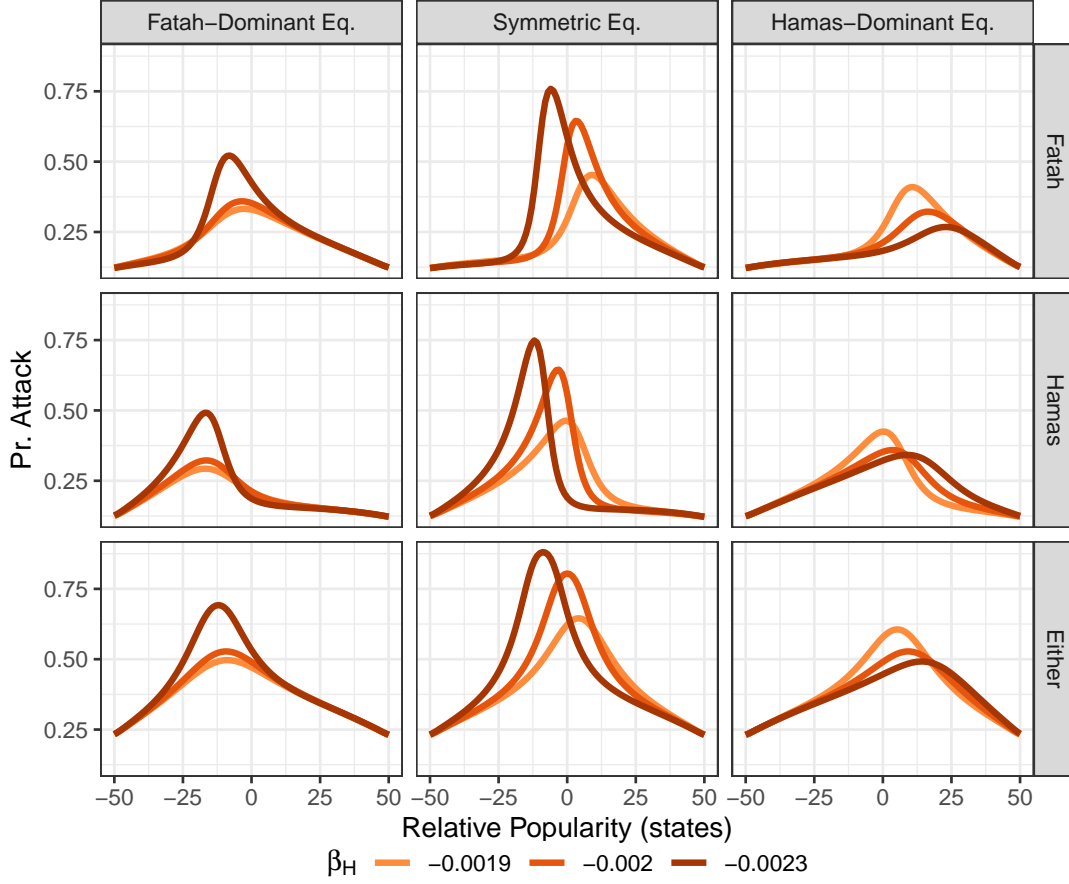 Fatah−Dominant Eq. Symmetric Eq. Hamas−Dominant Eq.
0.75
0.50
0.25
Fatah
0.75
0.50
0.25
Hamas
0.75
0.50
0.25
Either
Pr. Attack
−50 −25 0 25 50 −50 −25 0 25 50 −50 −25 0 25 50
Relative Popularity (states)
βH −0.0019 −0.002 −0.0023